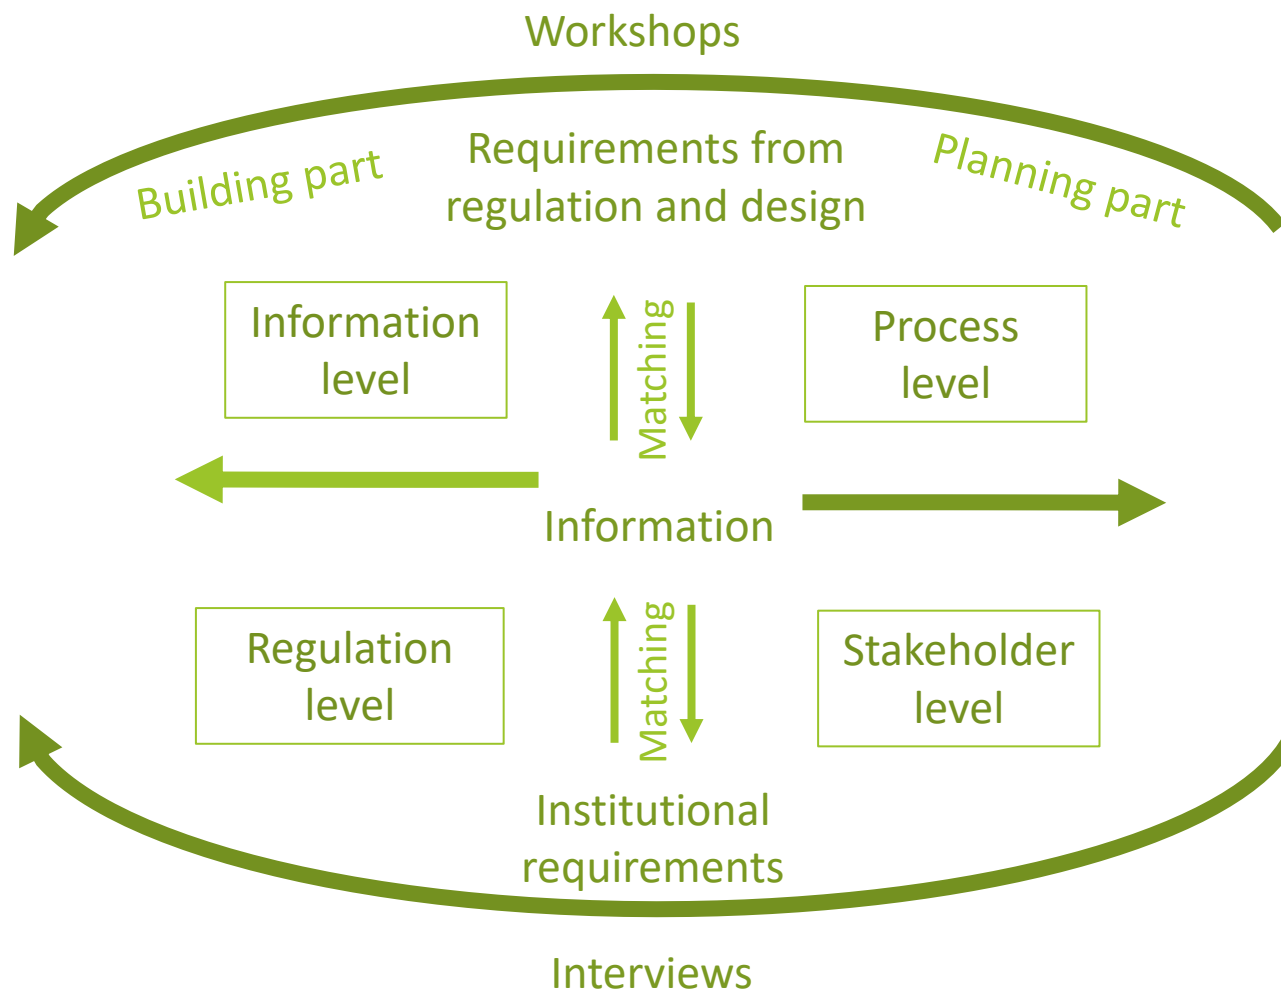 Workshops
Building part
Requirements from
regulation and design
Planning part
Information
level
Matching
Process
level
Information
Regulation
level
Matching
Stakeholder
level
Institutional
requirements
Interviews